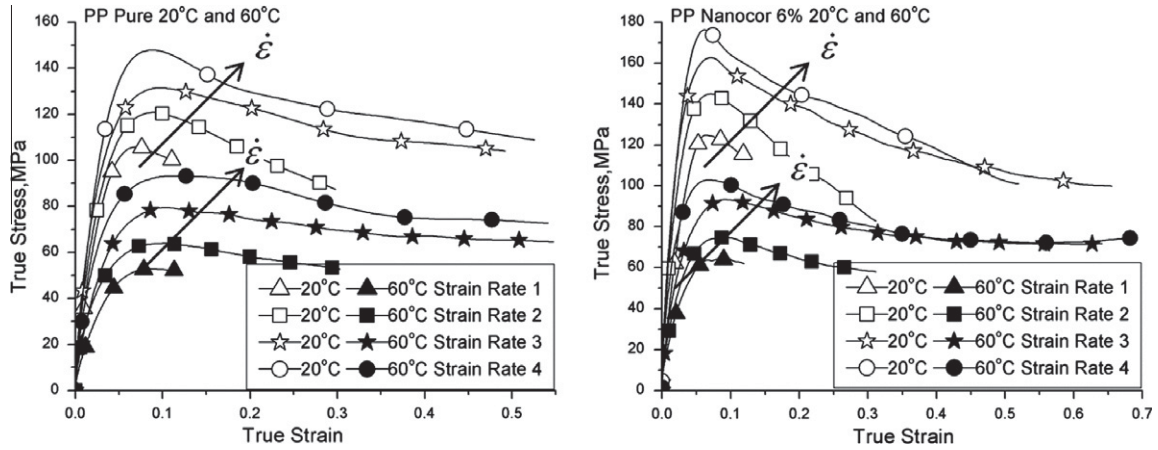 PP Pure 20°C and 60°C
True Stress,MPa
160
140
120
100
80
60
40
20
0
ε̇
ε̇
20°C 60°C Strain Rate 1
20°C 60°C Strain Rate 2
20°C 60°C Strain Rate 3
20°C 60°C Strain Rate 4
0.0 0.1 0.2 0.3 0.4 0.5
True Strain
PP Nanocor 6% 20°C and 60°C
True Stress,MPa
180
160
140
120
100
80
60
40
20
0
ε̇
ε̇
20°C 60°C Strain Rate 1
20°C 60°C Strain Rate 2
20°C 60°C Strain Rate 3
20°C 60°C Strain Rate 4
0.0 0.1 0.2 0.3 0.4 0.5 0.6 0.7
True Strain